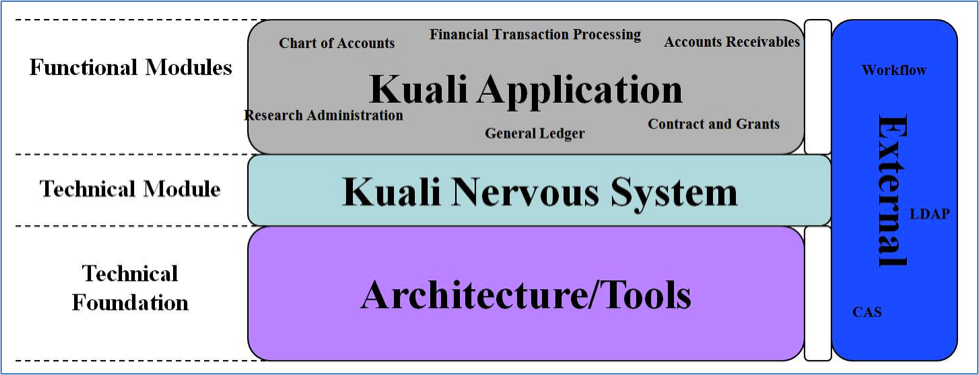 Functional Modules
Chart of Accounts
Financial Transaction Processing
Accounts Receivables
Kuali Application
Research Administration
General Ledger
Contract and Grants
Technical Module
Kuali Nervous System
Technical
Foundation
Architecture/Tools
Workflow
External
LDAP
CAS